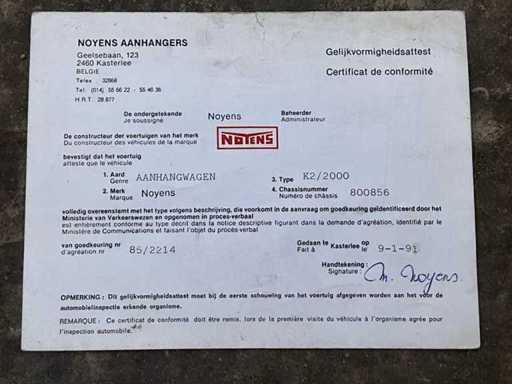 NOYENS AANHANGERS
Geelsebaan, 123
2460 Kasterlee
BELGIE
Telex : 32868
Tel. (014) 55 66 22 - 55 46 36
H.R.T. 28.877
Gelijkvormigheidsattest
Certificat de conformité
De ondergetekende Noyens Beheerder
Je soussigné Administrateur
De constructeur der voertuigen van het merk NOYENS
Du constructeur des véhicules de la marque
bevestigt dat het voertuig
atteste que le véhicule
1. Aard AANHANGWAGEN 3. Type K2/2000
Genre
2. Merk Noyens 4. Chassisnummer 800856
Marque Numéro de châssis
volledig overeenstemt met het type volgens beschrijving, die voorkomt in de aanvraag om goedkeuring geïdentificeerd door het
Ministerie van Verkeerswezen en opgenomen in proces-verbaal
est entièrement conforme au type décrit dans la notice descriptive figurant dans la demande d'agréation, identifié par le
Ministère de Communications et faisant l'objet du procès-verbal
van goedkeuring nr 85/2214 Gedaan te Kasterlee op 9-1-91
d'agréation nr Fait à le
Handtekening :
Signature : M. Noyens
OPMERKING : Dit gelijkvormigheidsattest moet bij de eerste schouwing van het voertuig afgegeven worden aan het vóór de
automobielinspectie erkende organisme.
REMARQUE : Ce certificat de conformité doit être remis, lors de la première visite du véhicule à l'organisme agrée pour
l'inspection automobile.